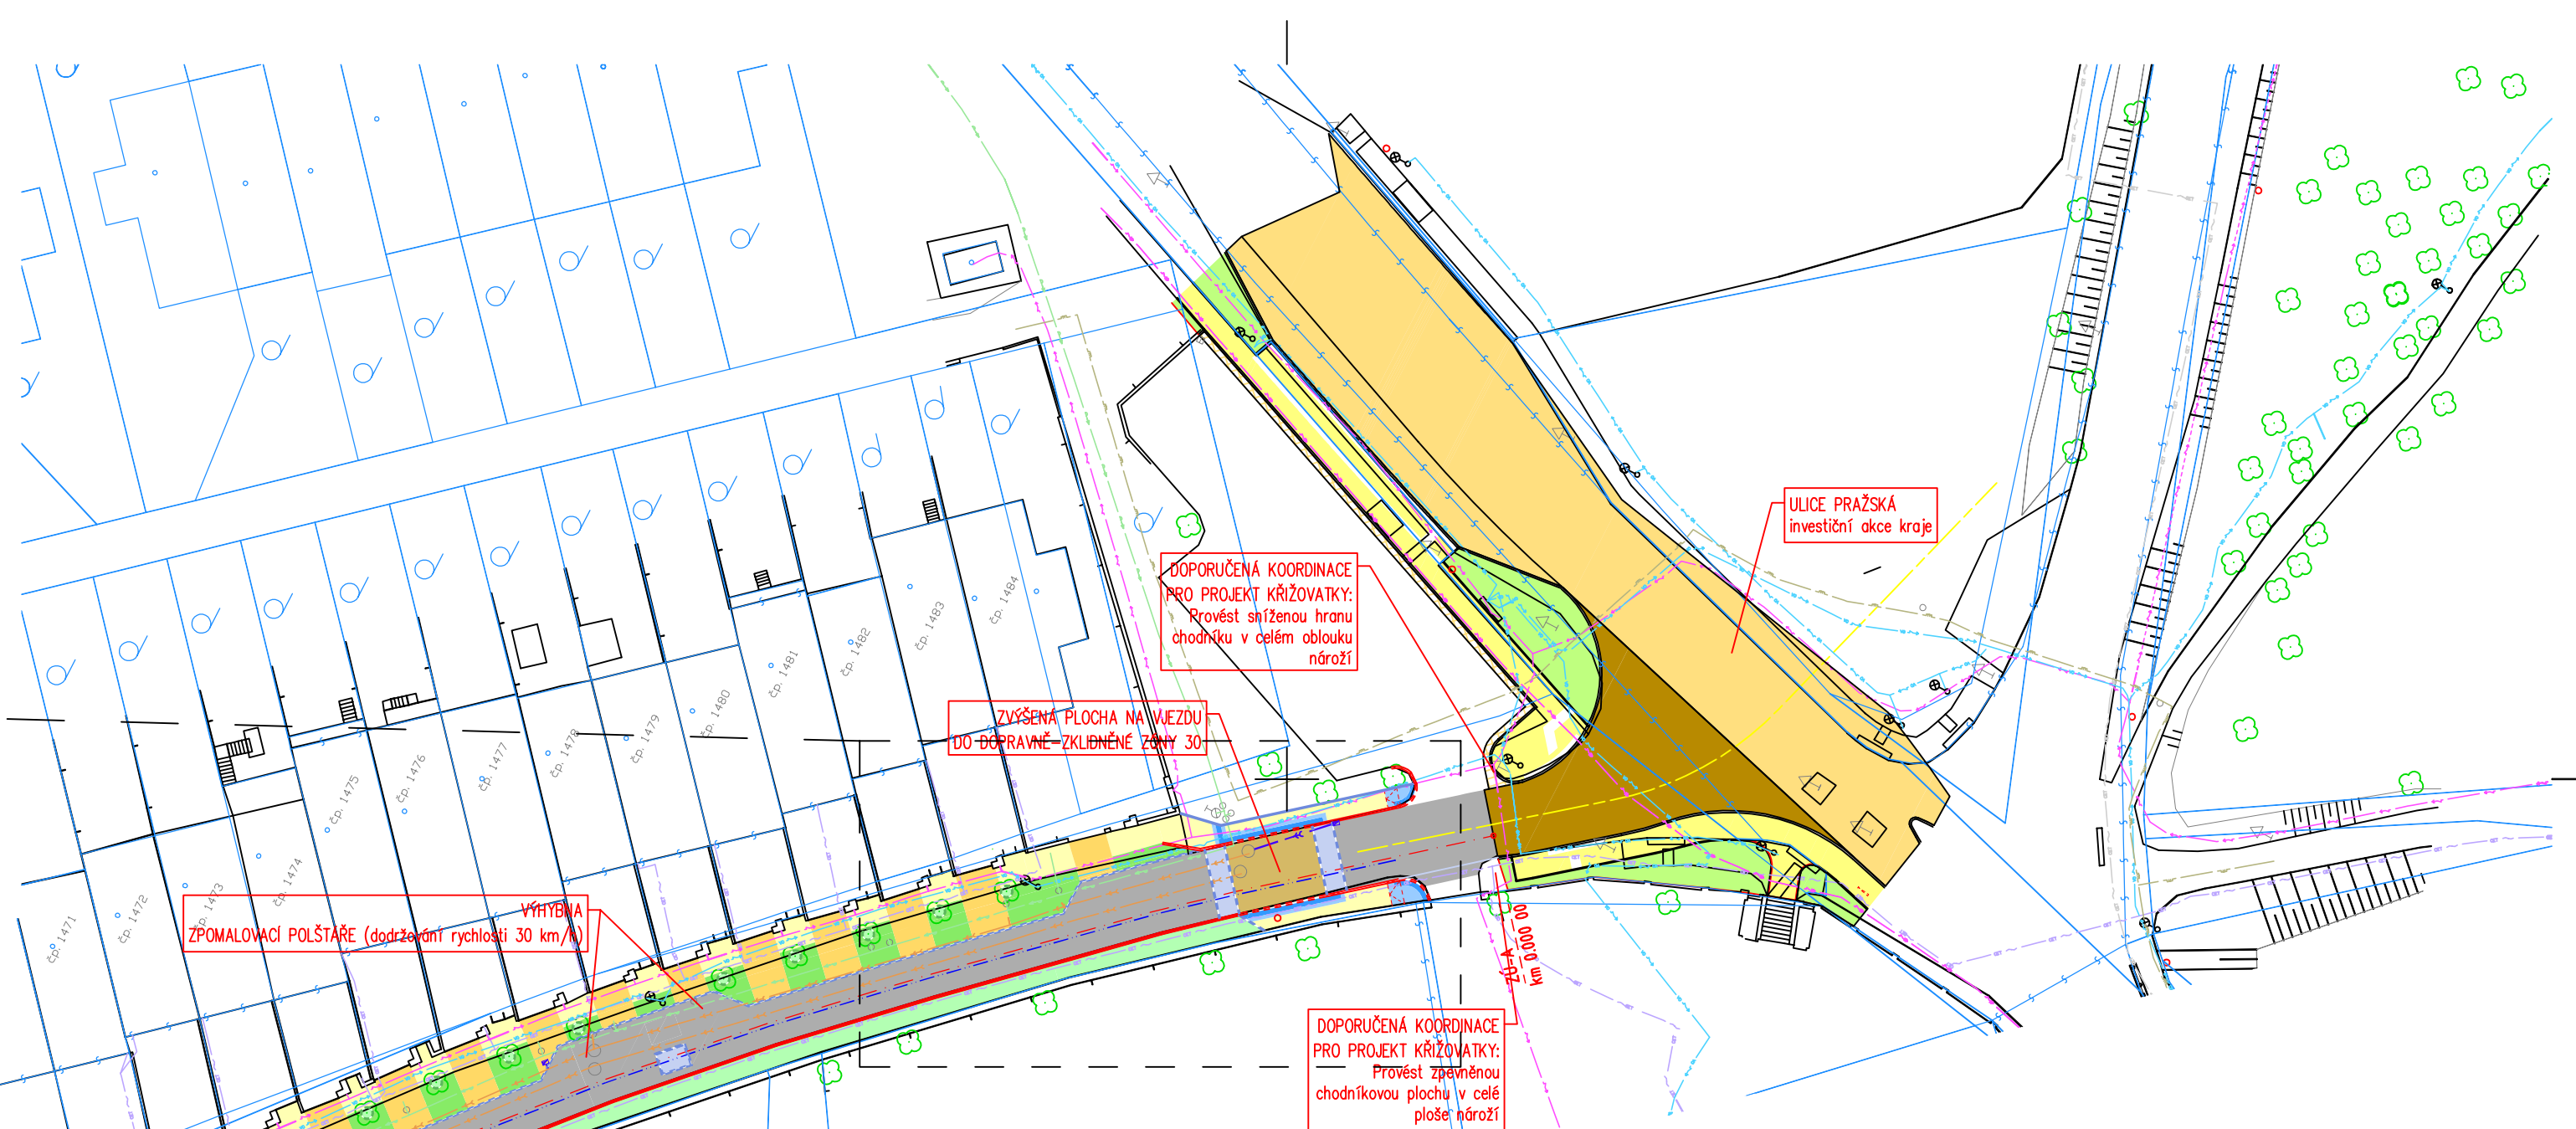 ULICE PRAŽSKÁ
investiční akce kraje
DOPORUČENÁ KOORDINACE
PRO PROJEKT KŘIŽOVATKY:
Provést sníženou hranu
chodníku v celém oblouku
nároží
ZVÝŠENÁ PLOCHA NA VJEZDU
DO DOPRAVNĚ-ZKLIDNĚNÉ ZÓNY 30
VÝHYBNA
ZPOMALOVACÍ POLŠTÁŘE (dodržování rychlosti 30 km/h)
DOPORUČENÁ KOORDINACE
PRO PROJEKT KŘIŽOVATKY:
Provést zpevněnou
chodníkovou plochu v celé
ploše nároží
ZÚ-A
km 0.000 00
čp. 1471
čp. 1472
čp. 1473
čp. 1474
čp. 1475
čp. 1476
čp. 1477
čp. 1478
čp. 1479
čp. 1480
čp. 1481
čp. 1482
čp. 1483
čp. 1484